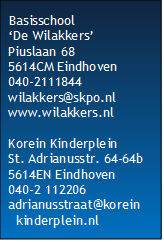 Basisschool
‘De Wilakkers’
Piuslaan 68
5614CM Eindhoven
040-2111844
wilakkers@skpo.nl
www.wilakkers.nl

Korein Kinderplein
St. Adrianusstr. 64-64b
5614EN Eindhoven
040-2 112206
adrianusstraat@korein
kinderplein.nl